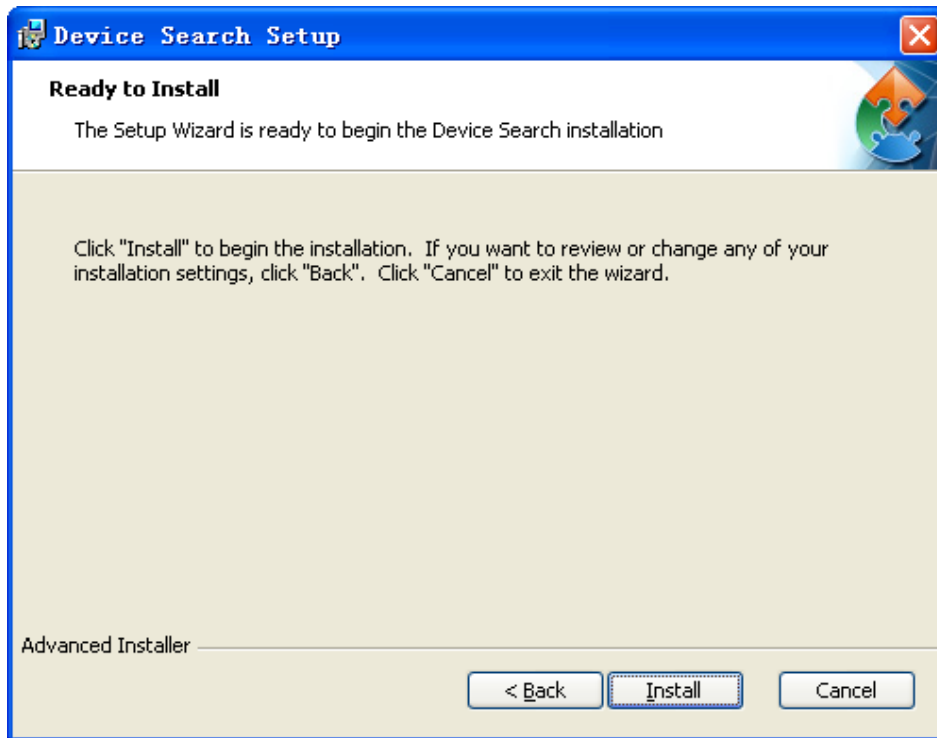 Device Search Setup
Ready to Install
The Setup Wizard is ready to begin the Device Search installation
Click "Install" to begin the installation.  If you want to review or change any of your
installation settings, click "Back".  Click "Cancel" to exit the wizard.
Advanced Installer
< Back
Install
Cancel